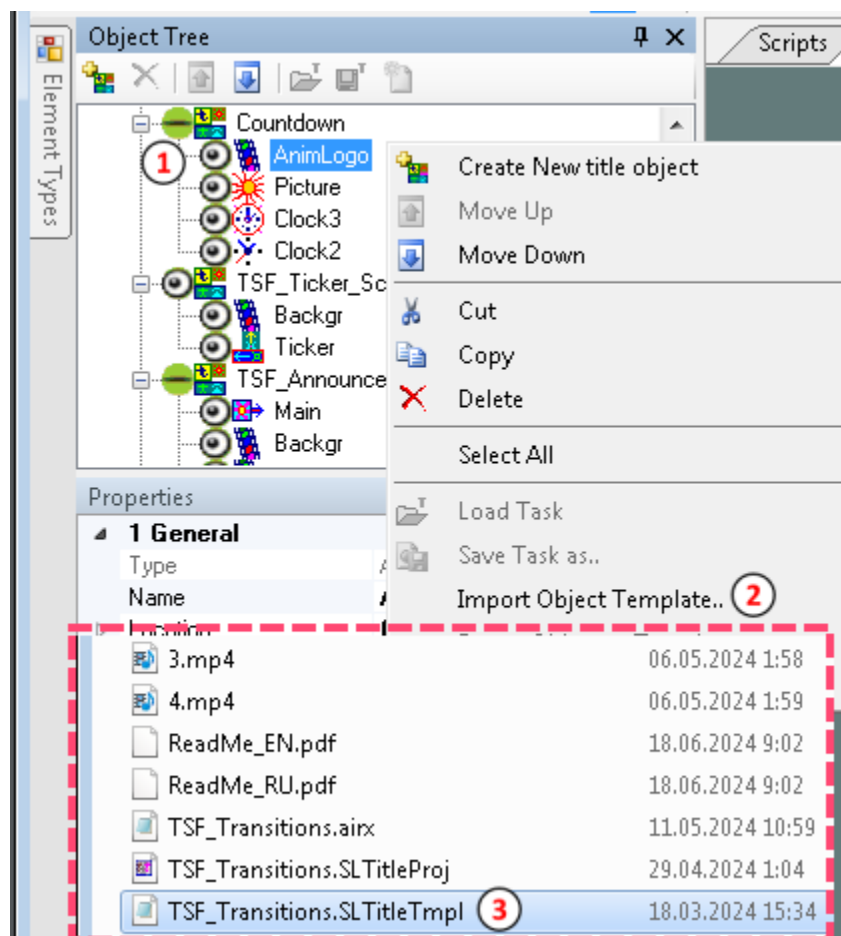 Object Tree
Scripts
Element Types
Countdown
1
AnimLogo
Picture
Clock3
Clock2
TSF_Ticker_Sc
Backgr
Ticker
TSF_Announce
Main
Backgr
Create New title object
Move Up
Move Down
Cut
Copy
Delete
Select All
Load Task
Save Task as..
Import Object Template.. 2
Properties
1 General
Type
Name
3.mp4 06.05.2024 1:58
4.mp4 06.05.2024 1:59
ReadMe_EN.pdf 18.06.2024 9:02
ReadMe_RU.pdf 18.06.2024 9:02
TSF_Transitions.airx 11.05.2024 10:59
TSF_Transitions.SLTitleProj 29.04.2024 1:04
TSF_Transitions.SLTitleTmpl 3 18.03.2024 15:34